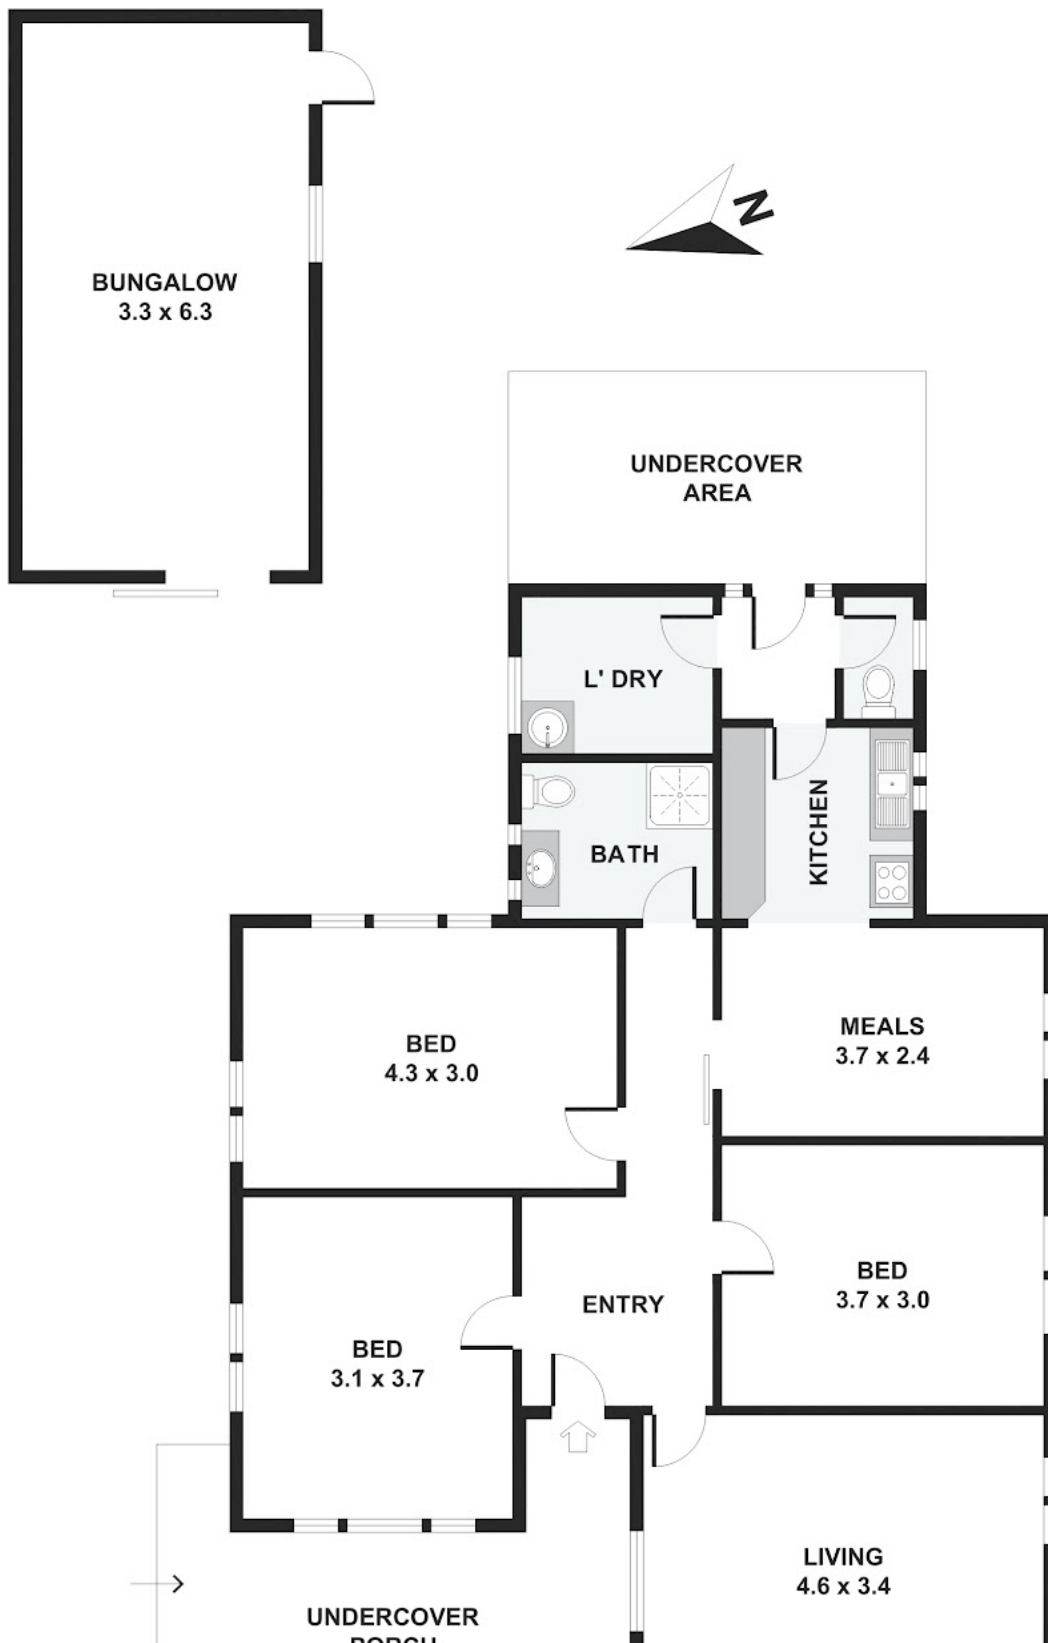 N
BUNGALOW
3.3 x 6.3
UNDERCOVER
AREA
L' DRY
KITCHEN
BATH
BED
4.3 x 3.0
MEALS
3.7 x 2.4
BED
3.7 x 3.0
ENTRY
BED
3.1 x 3.7
LIVING
4.6 x 3.4
UNDERCOVER
PORCH